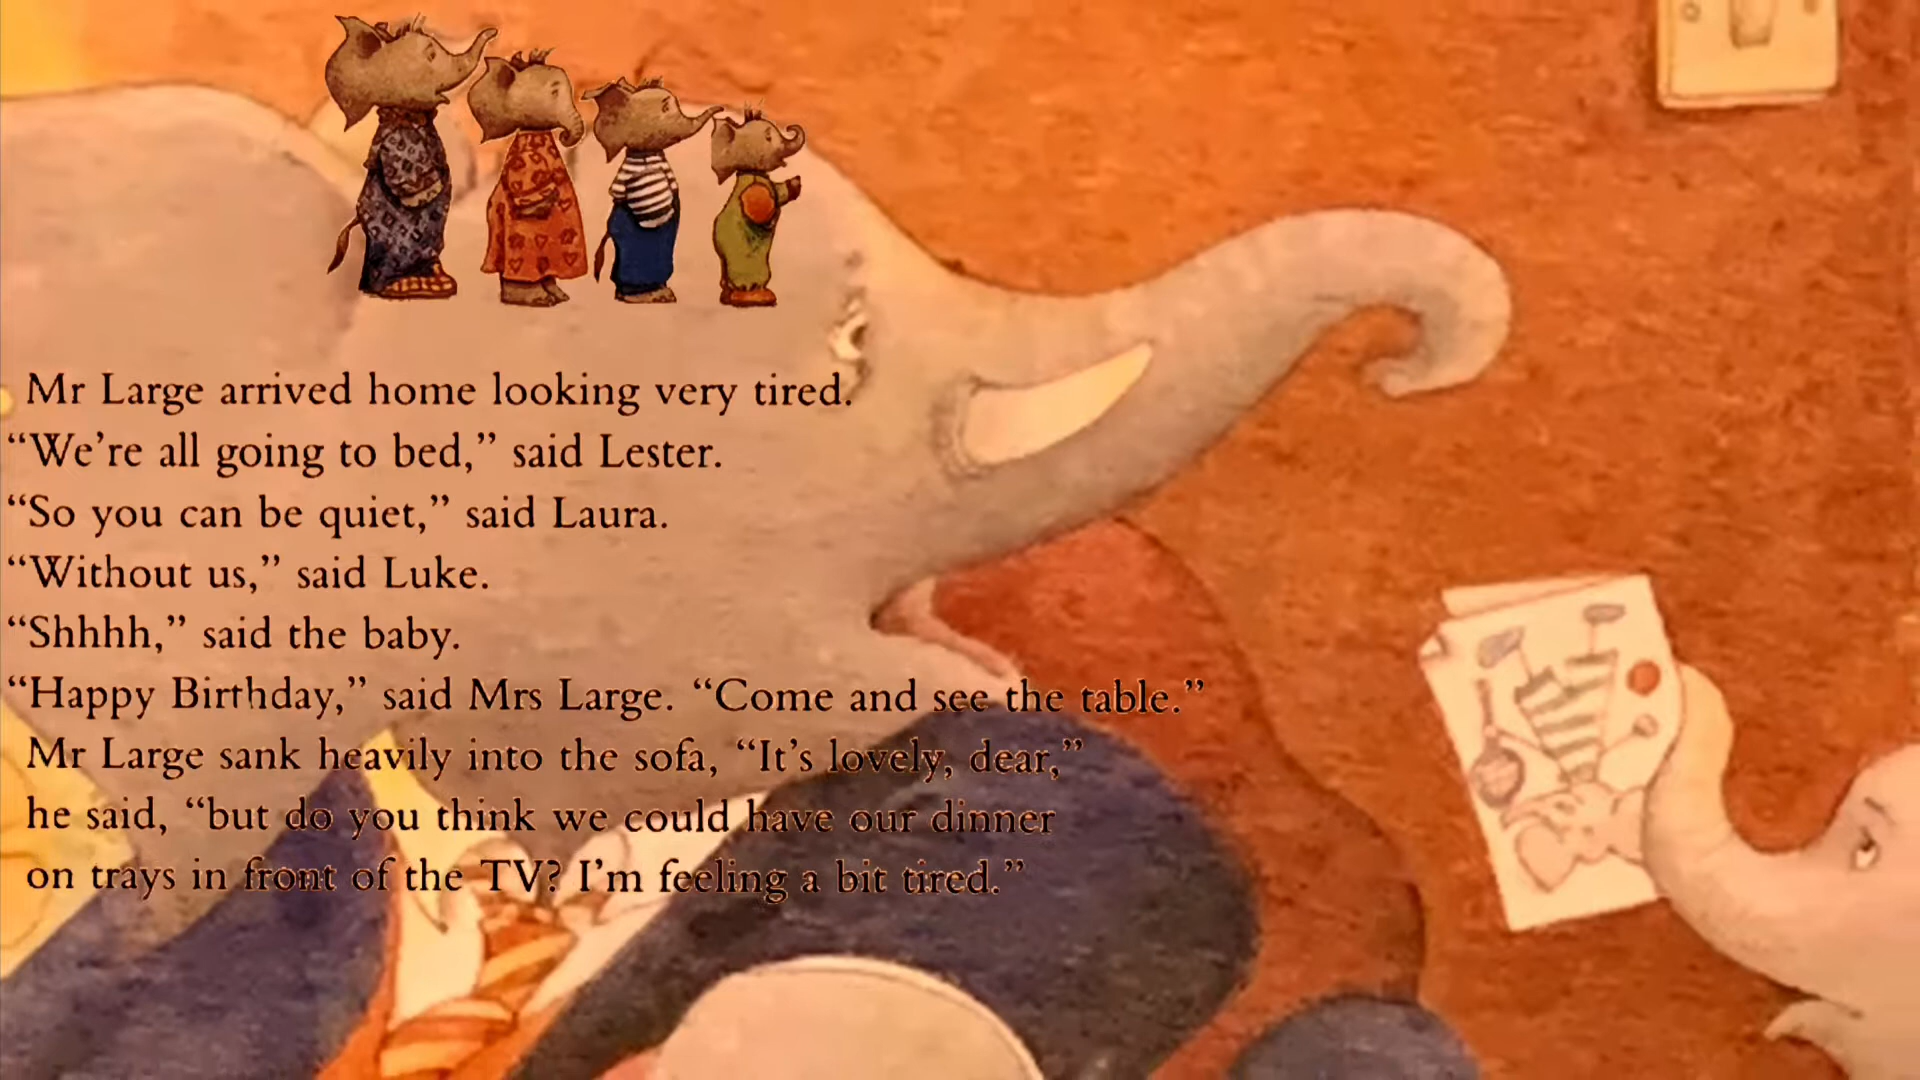 Mr Large arrived home looking very tired.
“We’re all going to bed,” said Lester.
“So you can be quiet,” said Laura.
“Without us,” said Luke.
“Shhhh,” said the baby.
“Happy Birthday,” said Mrs Large. “Come and see the table.”
Mr Large sank heavily into the sofa, “It’s lovely, dear,”
he said, “but do you think we could have our dinner
on trays in front of the TV? I’m feeling a bit tired.”